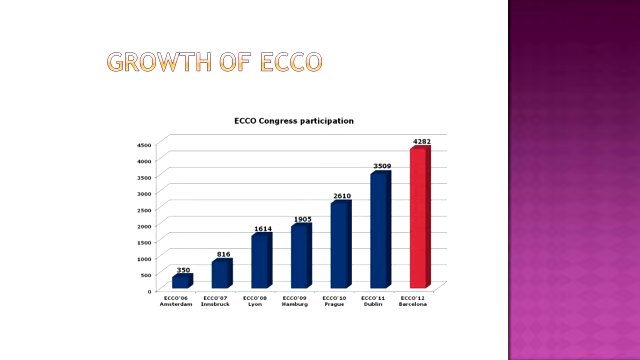 GROWTH OF ECCO
ECCO Congress participation
4500
4000
3500
3000
2500
2000
1500
1000
500
0
350
816
1614
1905
2610
3509
4282
ECCO'06 Amsterdam
ECCO'07 Innsbruck
ECCO'08 Lyon
ECCO'09 Hamburg
ECCO'10 Prague
ECCO'11 Dublin
ECCO'12 Barcelona